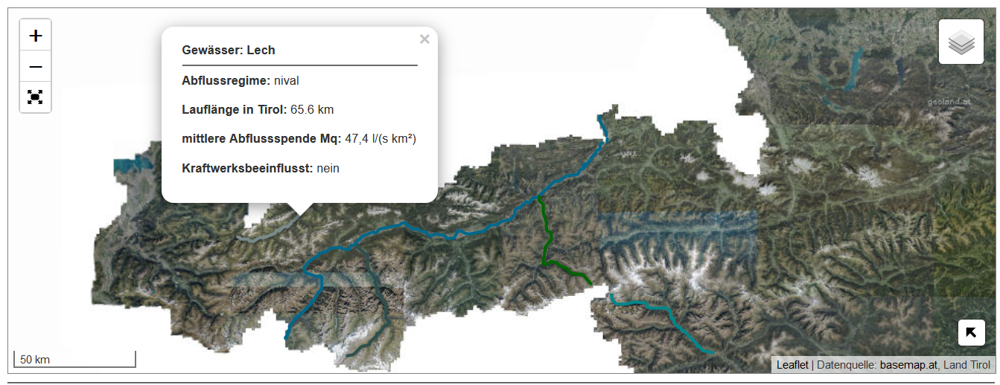 +
−
Gewässer: Lech
×
Abflussregime: nival
Lauflänge in Tirol: 65.6 km
mittlere Abflussspende Mq: 47,4 l/(s km²)
Kraftwerksbeeinflusst: nein
geoland.at
50 km
Leaflet | Datenquelle: basemap.at, Land Tirol